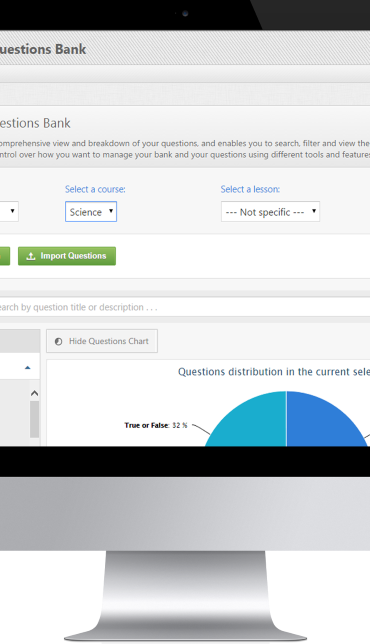 uestions Bank
estions Bank
omprehensive view and breakdown of your questions, and enables you to search, filter and view the
ontrol over how you want to manage your bank and your questions using different tools and features
Select a course: Select a lesson:
Science --- Not specific ---
Import Questions
earch by question title or description . . .
Hide Questions Chart
Questions distribution in the current sele
True or False: 32 %